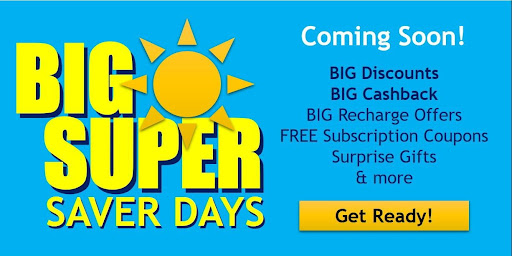 BIG
SUPER
SAVER DAYS
Coming Soon!
BIG Discounts
BIG Cashback
BIG Recharge Offers
FREE Subscription Coupons
Surprise Gifts
& more
Get Ready!